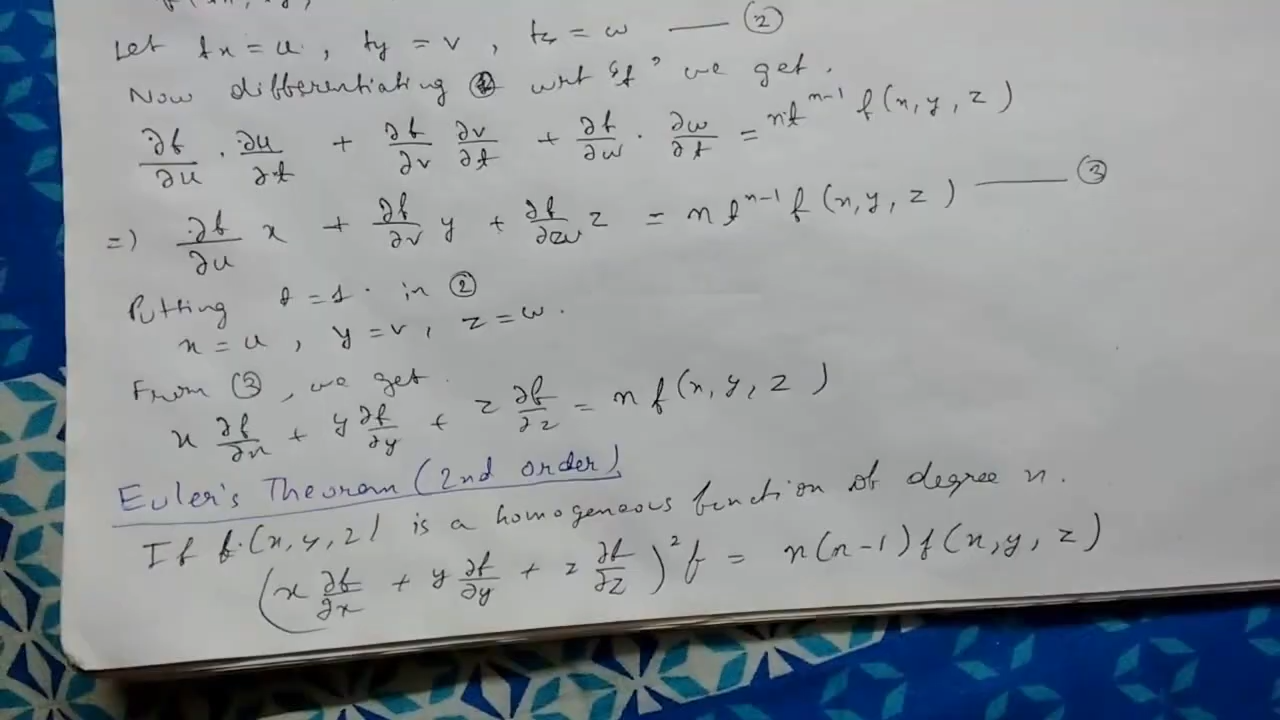 Let tx = u , ty = v , tz = w —— ②
Now differentiating ① wrt "t" we get .
∂f/∂u . ∂u/∂t + ∂f/∂v ∂v/∂t + ∂f/∂w . ∂w/∂t = nt^{n-1} f(x, y, z)
=> ∂f/∂u x + ∂f/∂v y + ∂f/∂w z = n t^{n-1} f(x, y, z) —— ③
Putting t = 1 . in ②
x = u , y = v , z = w .
From ③ , we get .
x ∂f/∂x + y ∂f/∂y + z ∂f/∂z = n f(x, y, z)
Euler's Theorem (2nd order)
If f.(x, y, z) is a homogeneous function of degree n .
(x ∂f/∂x + y ∂f/∂y + z ∂f/∂z)² f = n(n-1) f(x, y, z)